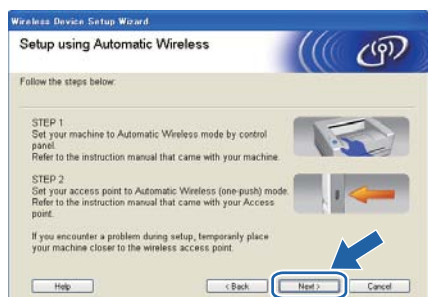 Wireless Device Setup Wizard
Setup using Automatic Wireless
Follow the steps below:
STEP 1
Set your machine to Automatic Wireless mode by control
panel.
Refer to the instruction manual that came with your machine.
STEP 2
Set your access point to Automatic Wireless (one-push) mode.
Refer to the instruction manual that came with your Access
point.
If you encounter a problem during setup, temporarily place
your machine closer to the wireless access point.
Help
< Back
Next >
Cancel